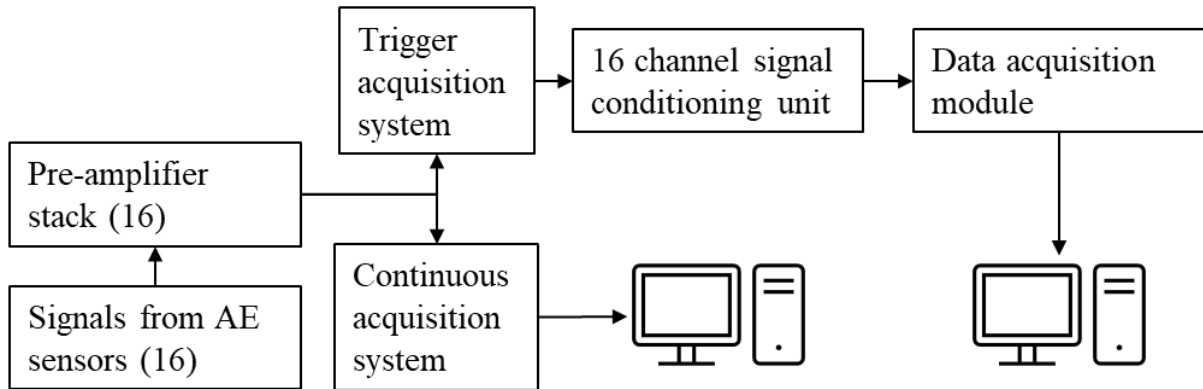 Trigger
acquisition
system
16 channel signal
conditioning unit
Data acquisition
module
Pre-amplifier
stack (16)
Signals from AE
sensors (16)
Continuous
acquisition
system